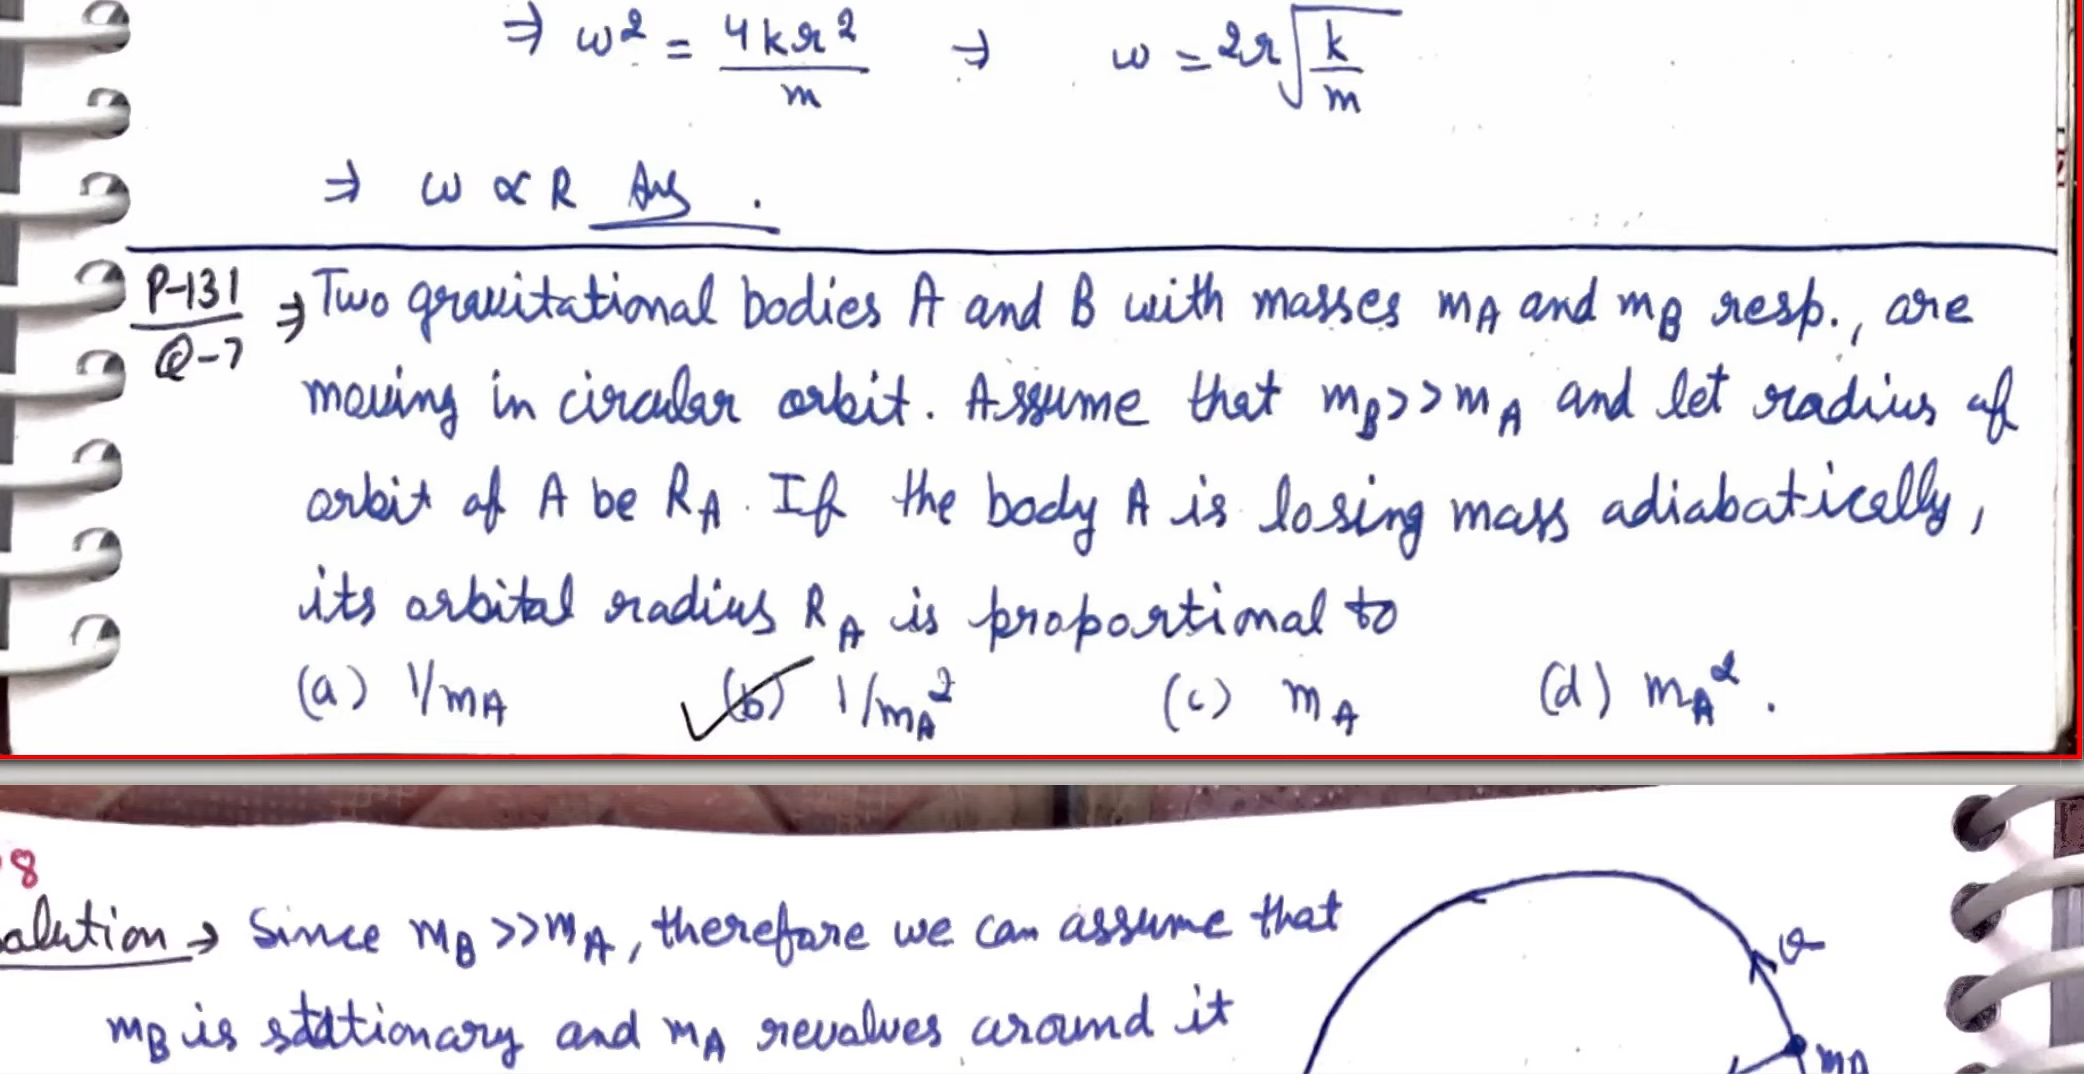 ⇒ ω² = 4kr²/m ⇒ ω = 2r√(k/m)
⇒ ω ∝ R Ans.
P-131
Q-7
⇒ Two gravitational bodies A and B with masses mA and mB resp., are
moving in circular orbit. Assume that mB>>mA and let radius of
orbit of A be RA. If the body A is losing mass adiabatically,
its orbital radius RA is proportional to
(a) 1/mA (b) 1/mA² (c) mA (d) mA².
8
olution → Since mB >>mA, therefore we can assume that
mB is stationary and mA revolves around it
v
mA